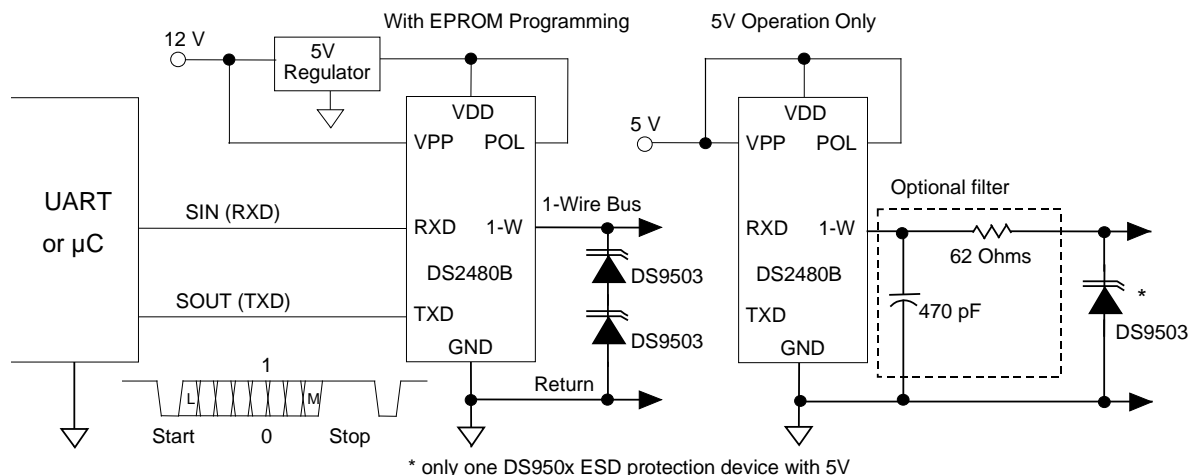 With EPROM Programming
5V Operation Only
12 V
5V
Regulator
VDD
VPP
POL
UART
or µC
SIN (RXD)
RXD
1-W
1-Wire Bus
DS2480B
DS9503
SOUT (TXD)
TXD
DS9503
GND
Return
1
L
M
Start
0
Stop
VDD
5 V
VPP
POL
Optional filter
RXD
1-W
62 Ohms
DS2480B
470 pF
*
DS9503
TXD
GND
* only one DS950x ESD protection device with 5V